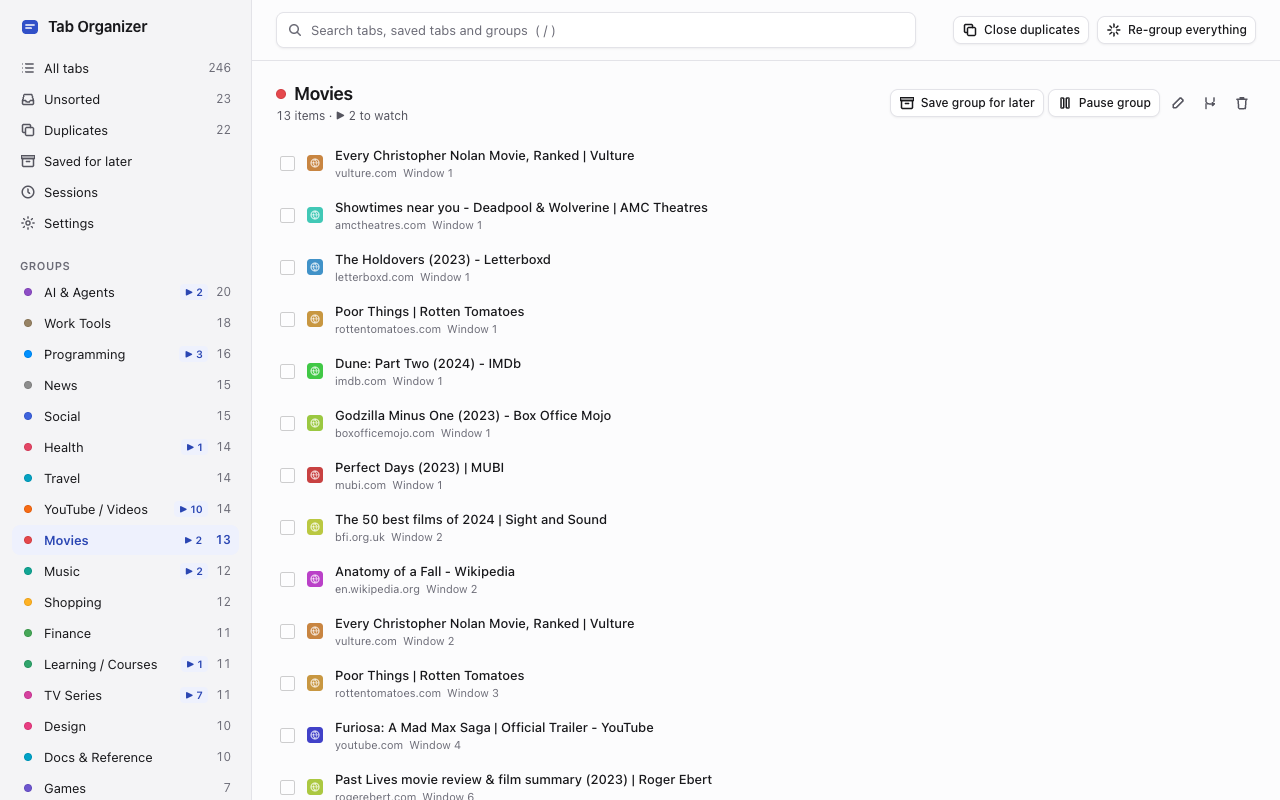 Tab Organizer
All tabs 246
Unsorted 23
Duplicates 22
Saved for later
Sessions
Settings
GROUPS
AI & Agents 2 20
Work Tools 18
Programming 3 16
News 15
Social 15
Health 1 14
Travel 14
YouTube / Videos 10 14
Movies 2 13
Music 2 12
Shopping 12
Finance 11
Learning / Courses 1 11
TV Series 7 11
Design 10
Docs & Reference 10
Games 7
Search tabs, saved tabs and groups ( / )
Close duplicates
Re-group everything
Movies
13 items · ▶ 2 to watch
Save group for later
Pause group
Every Christopher Nolan Movie, Ranked | Vulture
vulture.com Window 1
Showtimes near you - Deadpool & Wolverine | AMC Theatres
amctheatres.com Window 1
The Holdovers (2023) - Letterboxd
letterboxd.com Window 1
Poor Things | Rotten Tomatoes
rottentomatoes.com Window 1
Dune: Part Two (2024) - IMDb
imdb.com Window 1
Godzilla Minus One (2023) - Box Office Mojo
boxofficemojo.com Window 1
Perfect Days (2023) | MUBI
mubi.com Window 1
The 50 best films of 2024 | Sight and Sound
bfi.org.uk Window 2
Anatomy of a Fall - Wikipedia
en.wikipedia.org Window 2
Every Christopher Nolan Movie, Ranked | Vulture
vulture.com Window 2
Poor Things | Rotten Tomatoes
rottentomatoes.com Window 3
Furiosa: A Mad Max Saga | Official Trailer - YouTube
youtube.com Window 4
Past Lives movie review & film summary (2023) | Roger Ebert
rogerebert.com Window 6